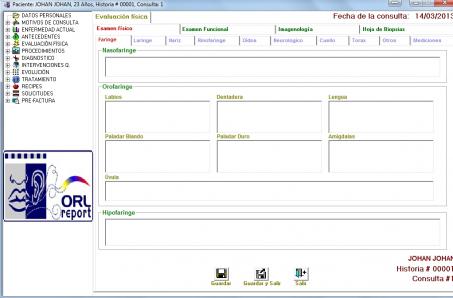 Paciente: JOHAN JOHAN, 23 Años, Historia # 00001, Consulta 1
DATOS PERSONALES
MOTIVOS DE CONSULTA
ENFERMEDAD ACTUAL
ANTECEDENTES
EVALUACIÓN FÍSICA
PROCEDIMIENTOS
DIAGNOSTICO
INTERVENCIONES Q.
EVOLUCIÓN
TRATAMIENTO
RECIPES
SOLICITUDES
PRE FACTURA
ORL
report
Evaluación física
Fecha de la consulta: 14/03/2013
Examen Físico Examen Funcional Imagenología Hoja de Biopsias
Faringe Laringe Nariz Rinofaringe Oídos Neurológico Cuello Torax Otros Mediciones
Nasofaringe
Orofaringe
Labios Dentadura Lengua
Paladar Blando Paladar Duro Amígdalas
Úvula
Hipofaringe
JOHAN JOHAN
Historia # 00001
Consulta #1
Guardar Guardar y Salir Salir